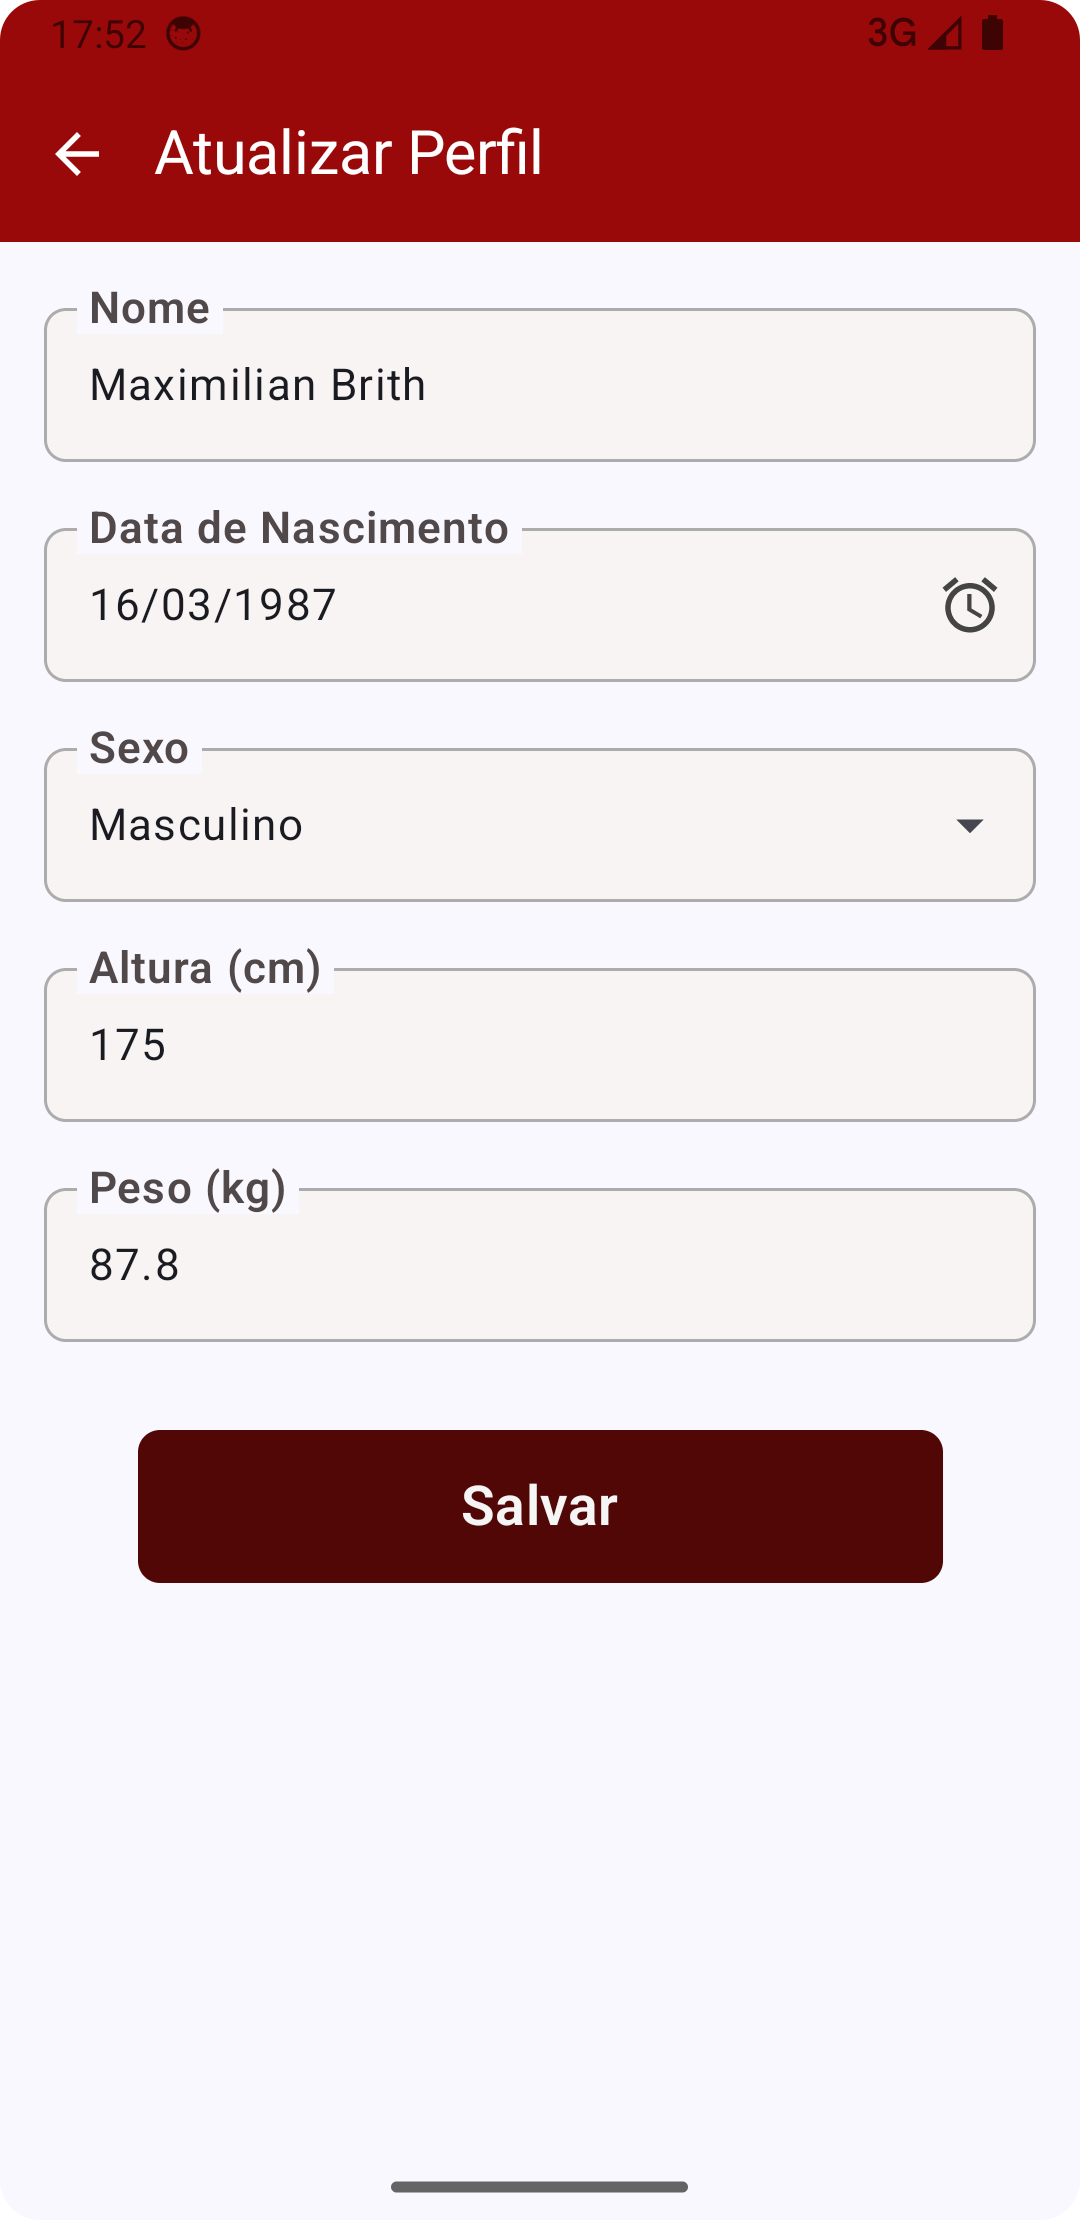 17:52 3G
Atualizar Perfil
Nome
Maximilian Brith
Data de Nascimento
16/03/1987
Sexo
Masculino
Altura (cm)
175
Peso (kg)
87.8
Salvar